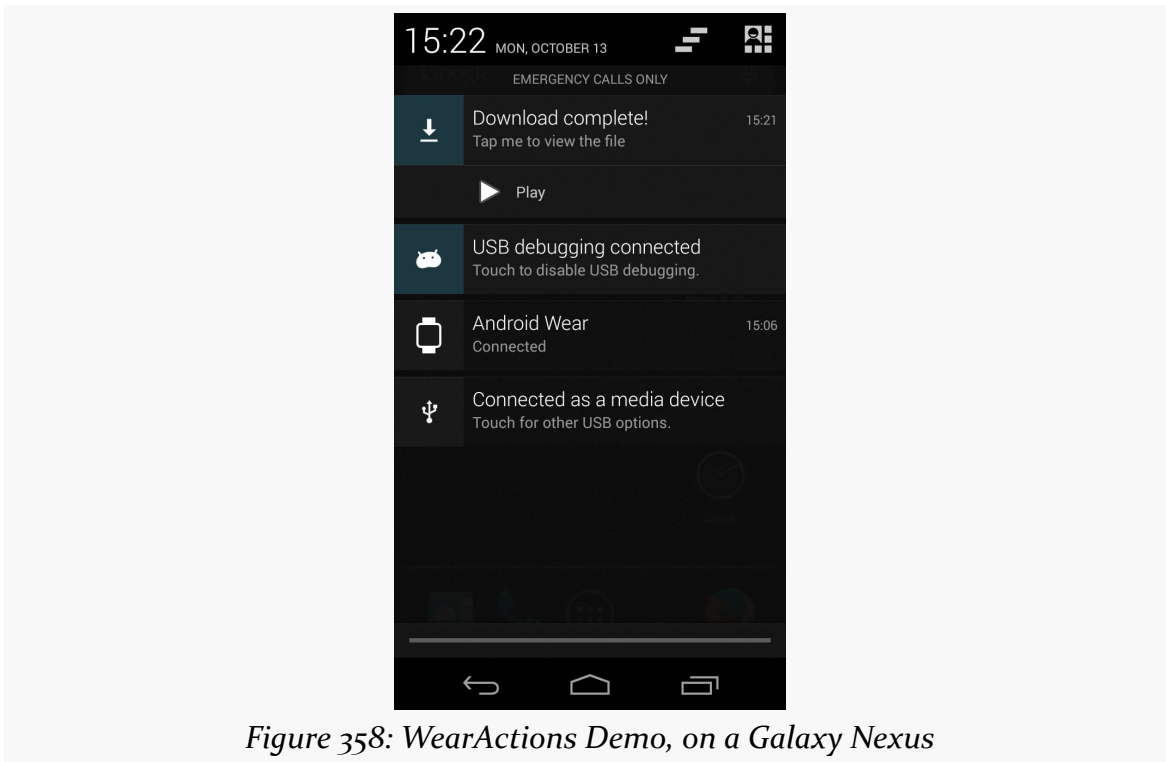 15:22 MON, OCTOBER 13
EMERGENCY CALLS ONLY
Download complete! 15:21
Tap me to view the file
Play
USB debugging connected
Touch to disable USB debugging.
Android Wear 15:06
Connected
Connected as a media device
Touch for other USB options.
Figure 358: WearActions Demo, on a Galaxy Nexus